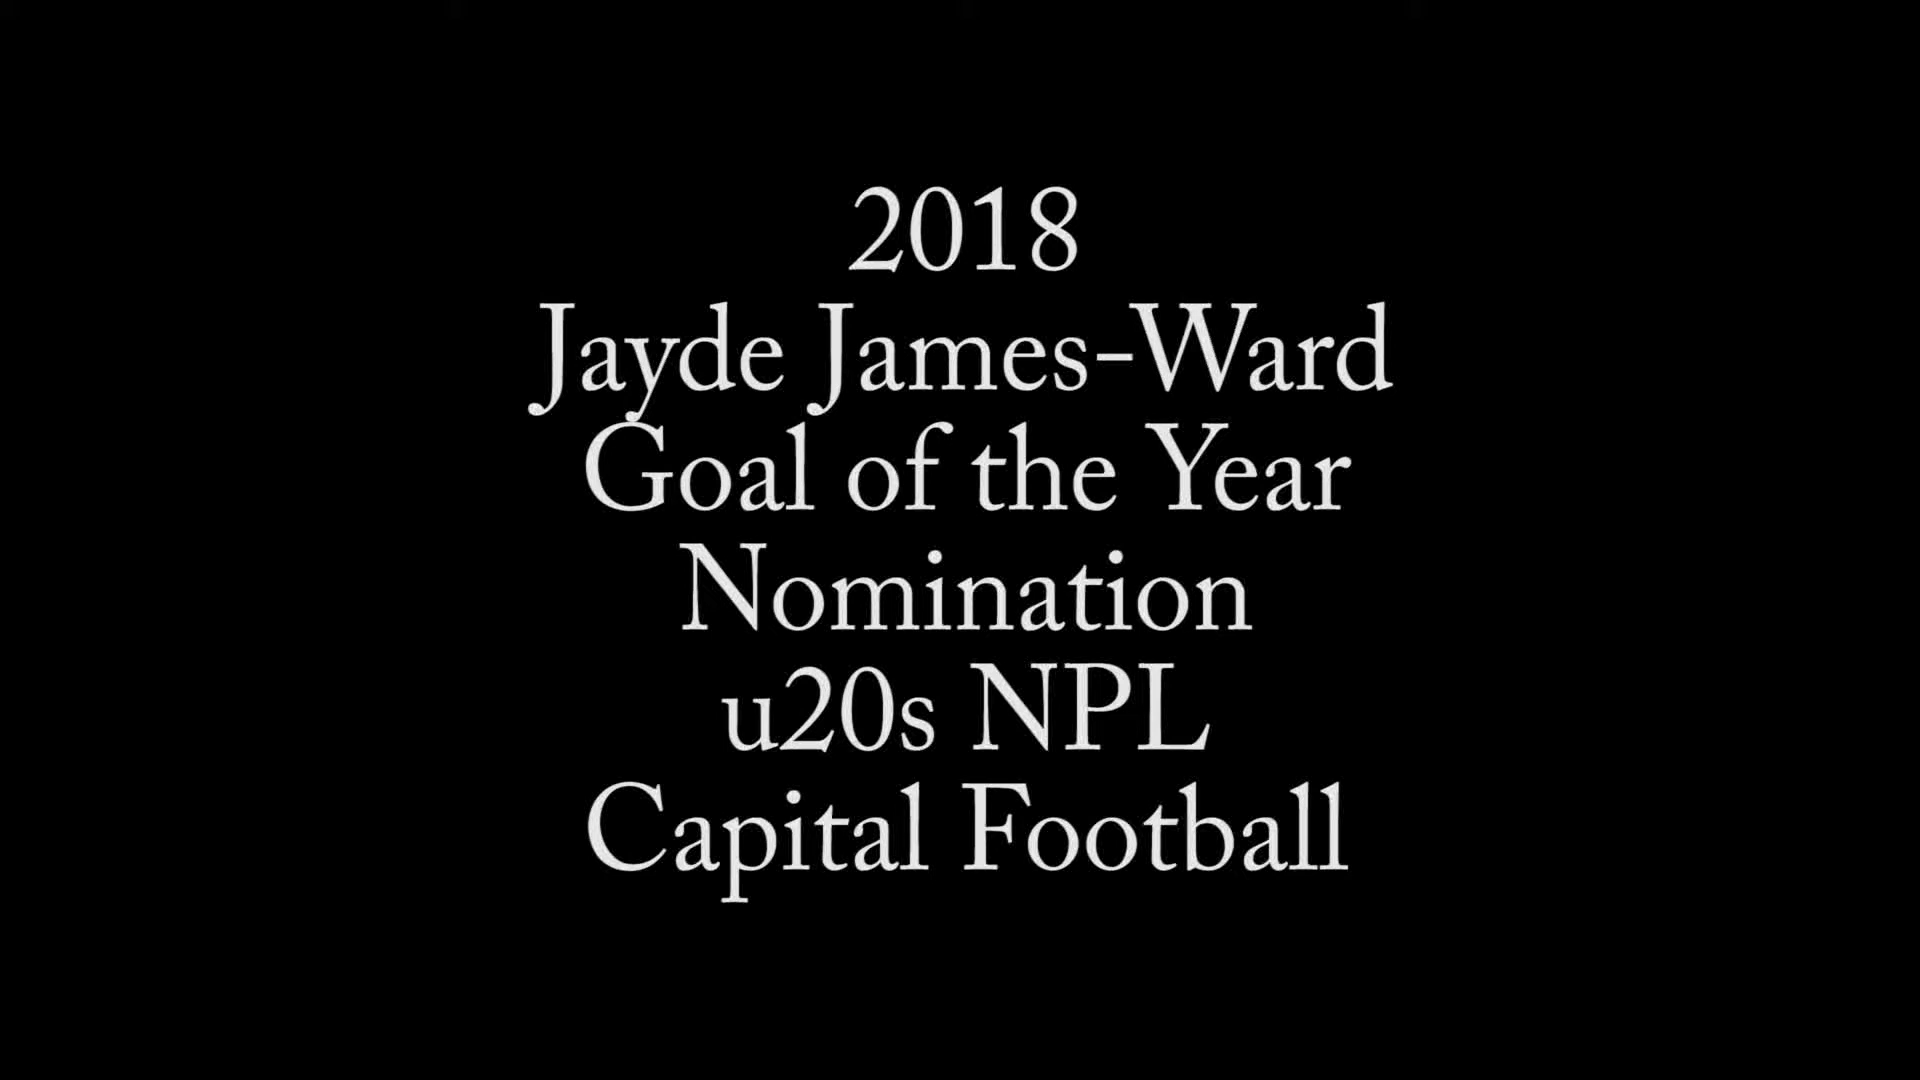 2018
Jayde James-Ward
Goal of the Year
Nomination
u20s NPL
Capital Football